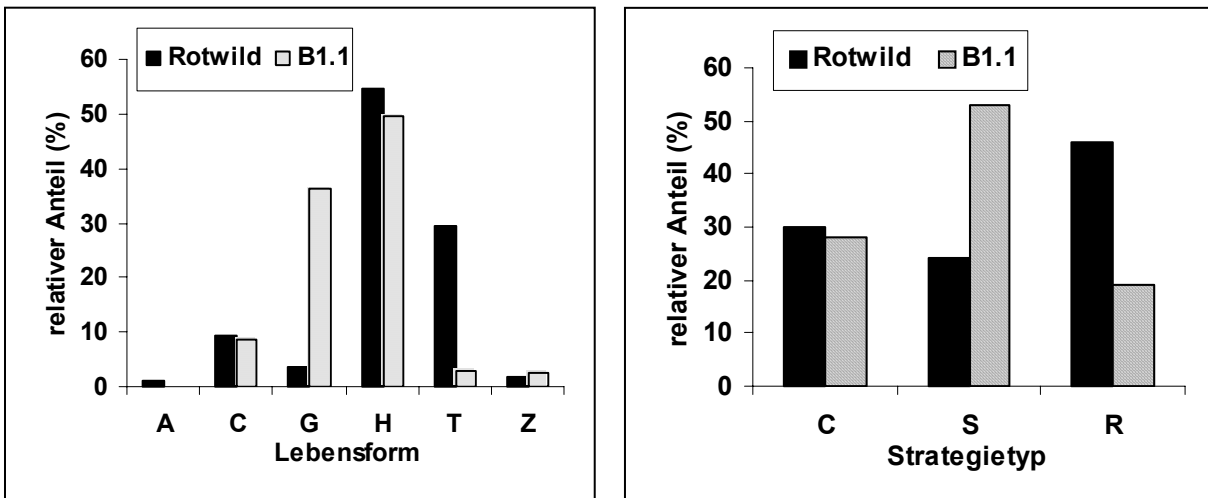 Rotwild B1.1
relativer Anteil (%)
60
50
40
30
20
10
0
A C G H T Z
Lebensform
Rotwild B1.1
relativer Anteil (%)
60
50
40
30
20
10
0
C S R
Strategietyp